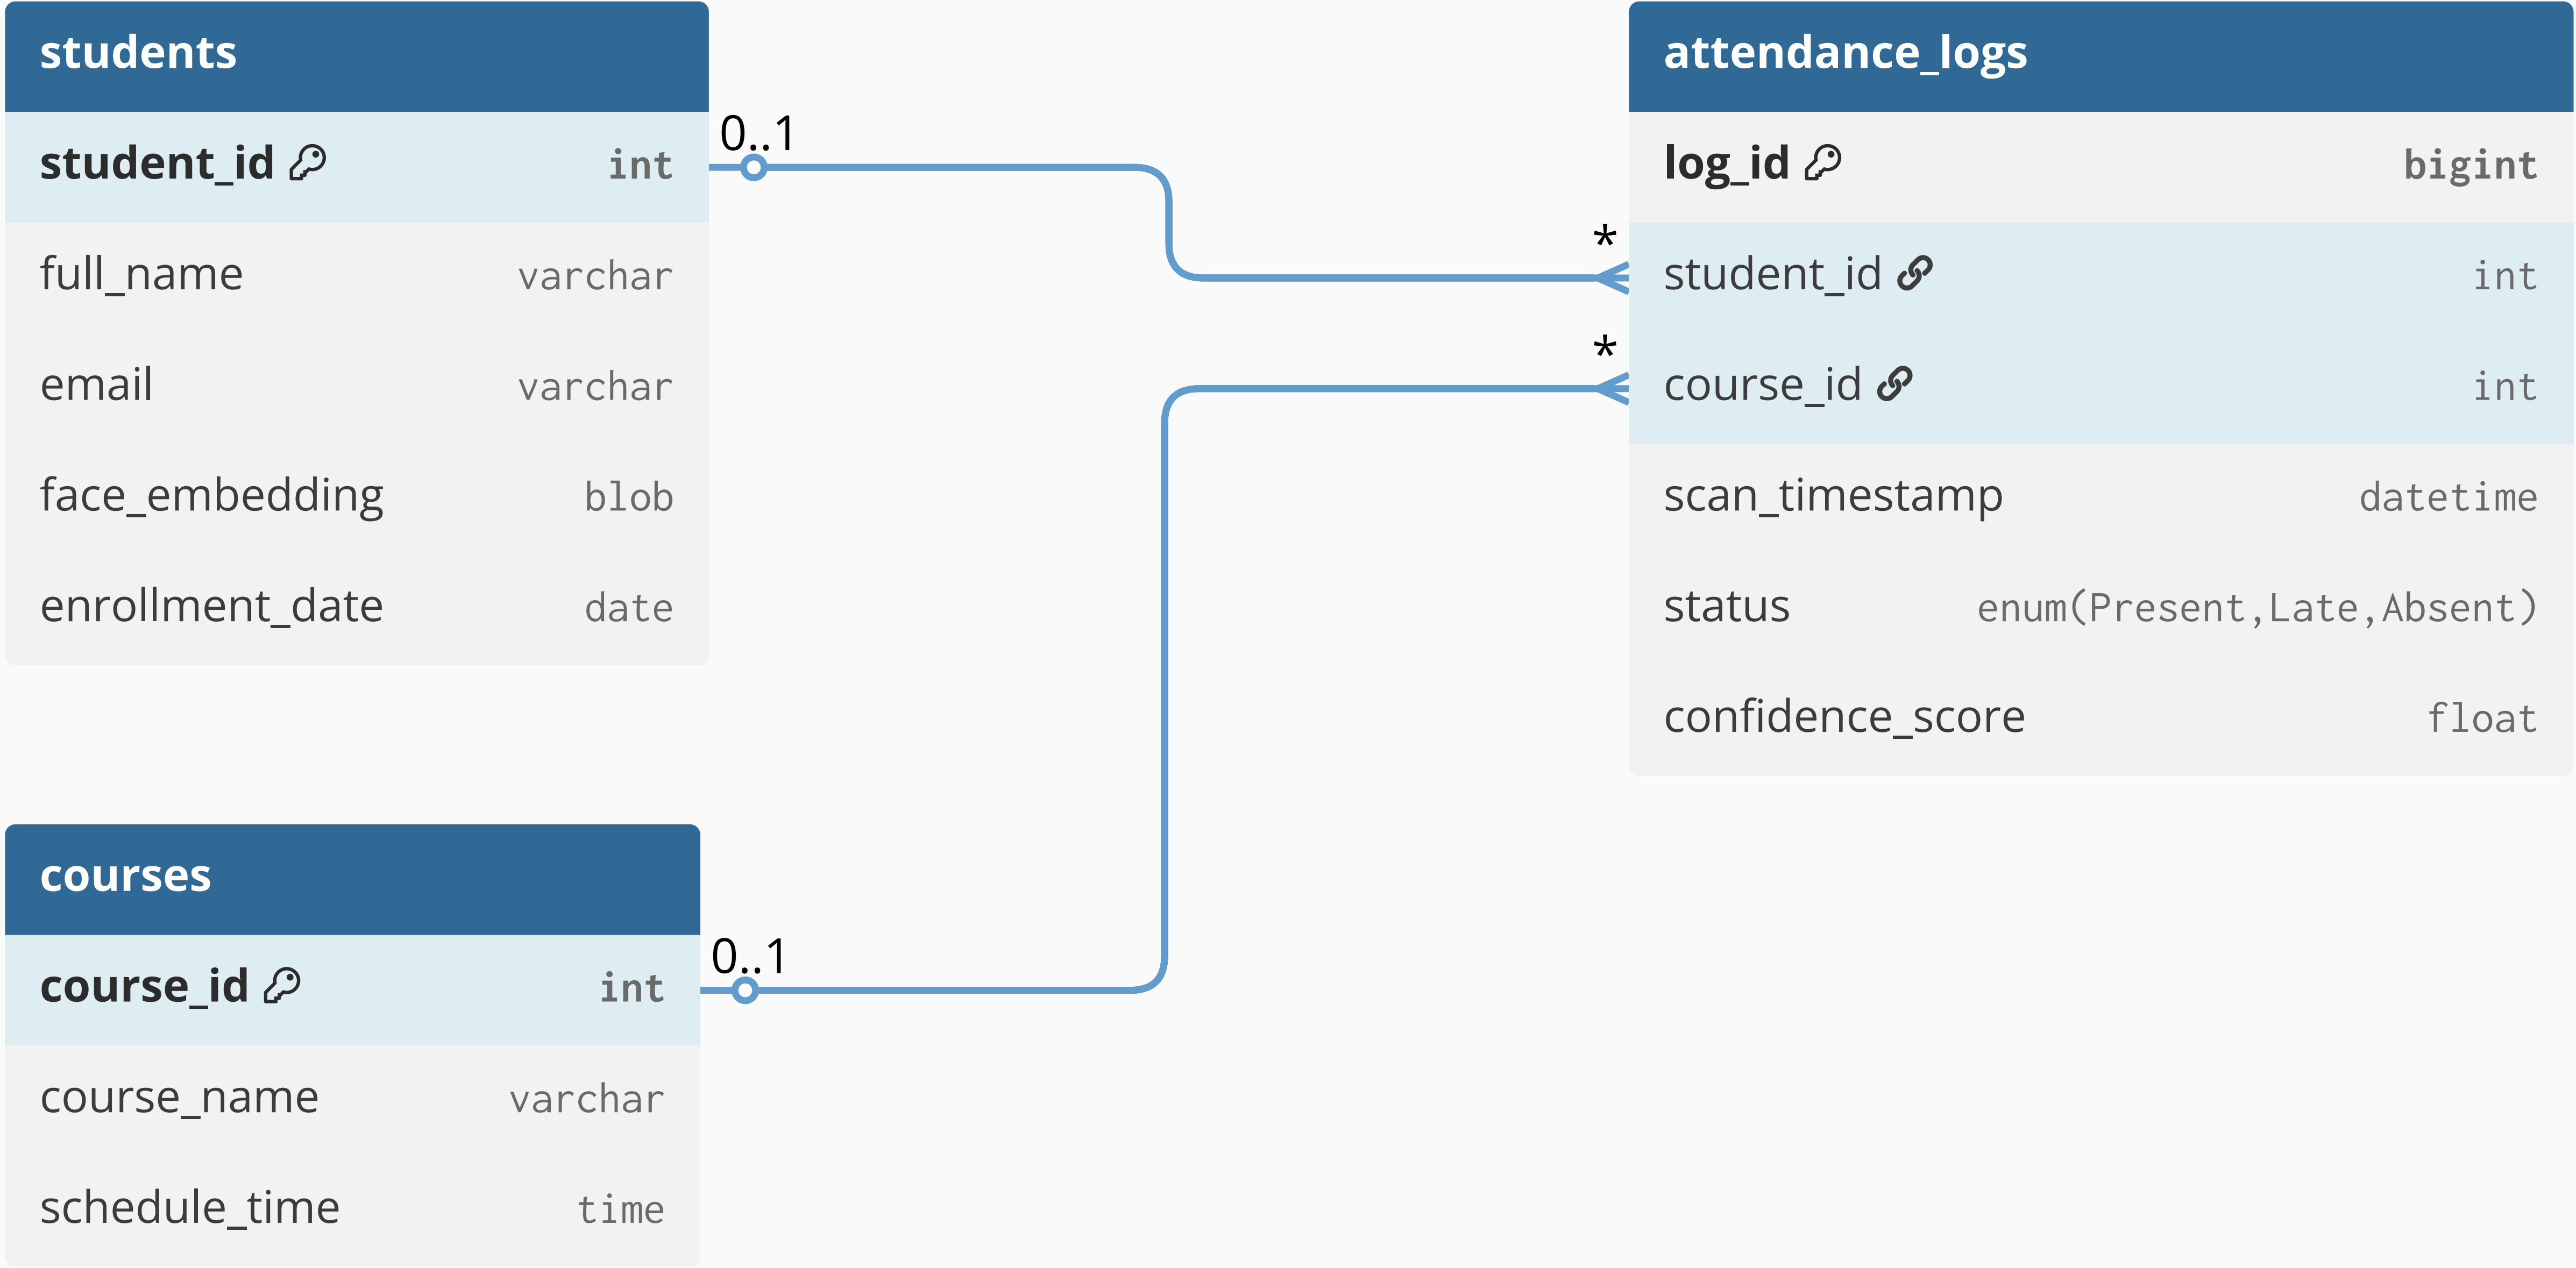 students
student_id int
full_name varchar
email varchar
face_embedding blob
enrollment_date date
0..1
*
attendance_logs
log_id bigint
student_id int
course_id int
scan_timestamp datetime
status enum(Present,Late,Absent)
confidence_score float
*
courses
course_id int
course_name varchar
schedule_time time
0..1